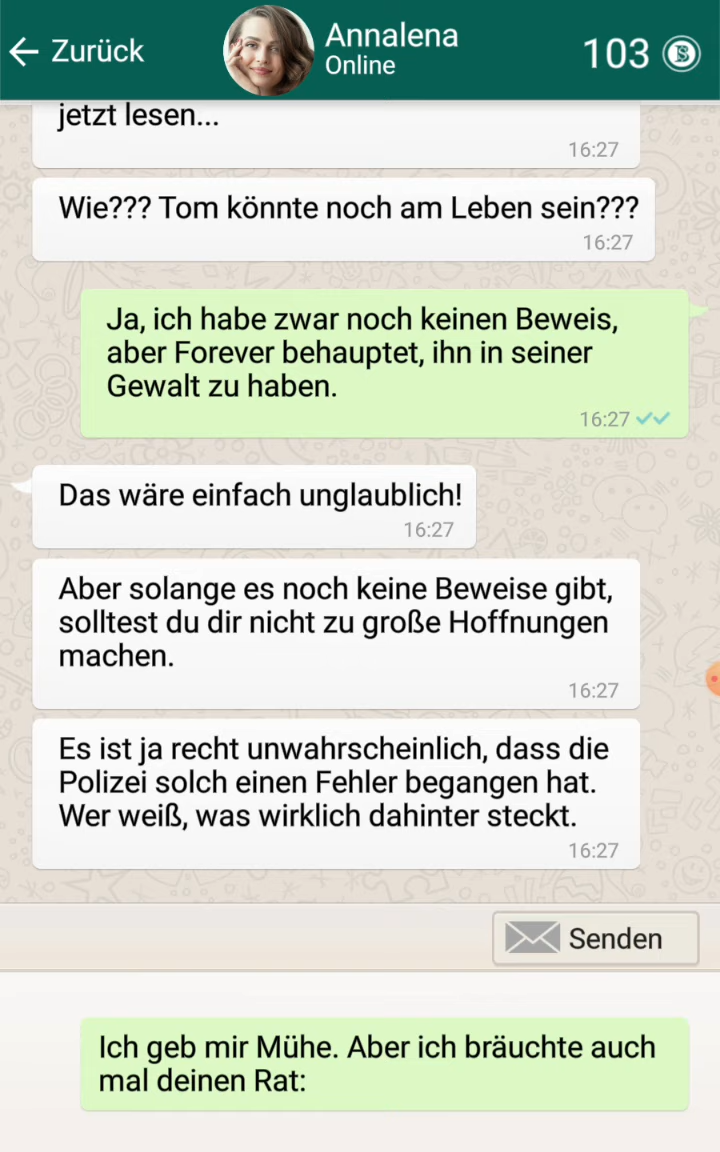 Zurück
Annalena
Online
103
jetzt lesen...
16:27
Wie??? Tom könnte noch am Leben sein???
16:27
Ja, ich habe zwar noch keinen Beweis,
aber Forever behauptet, ihn in seiner
Gewalt zu haben.
16:27
Das wäre einfach unglaublich!
16:27
Aber solange es noch keine Beweise gibt,
solltest du dir nicht zu große Hoffnungen
machen.
16:27
Es ist ja recht unwahrscheinlich, dass die
Polizei solch einen Fehler begangen hat.
Wer weiß, was wirklich dahinter steckt.
16:27
Senden
Ich geb mir Mühe. Aber ich bräuchte auch
mal deinen Rat: